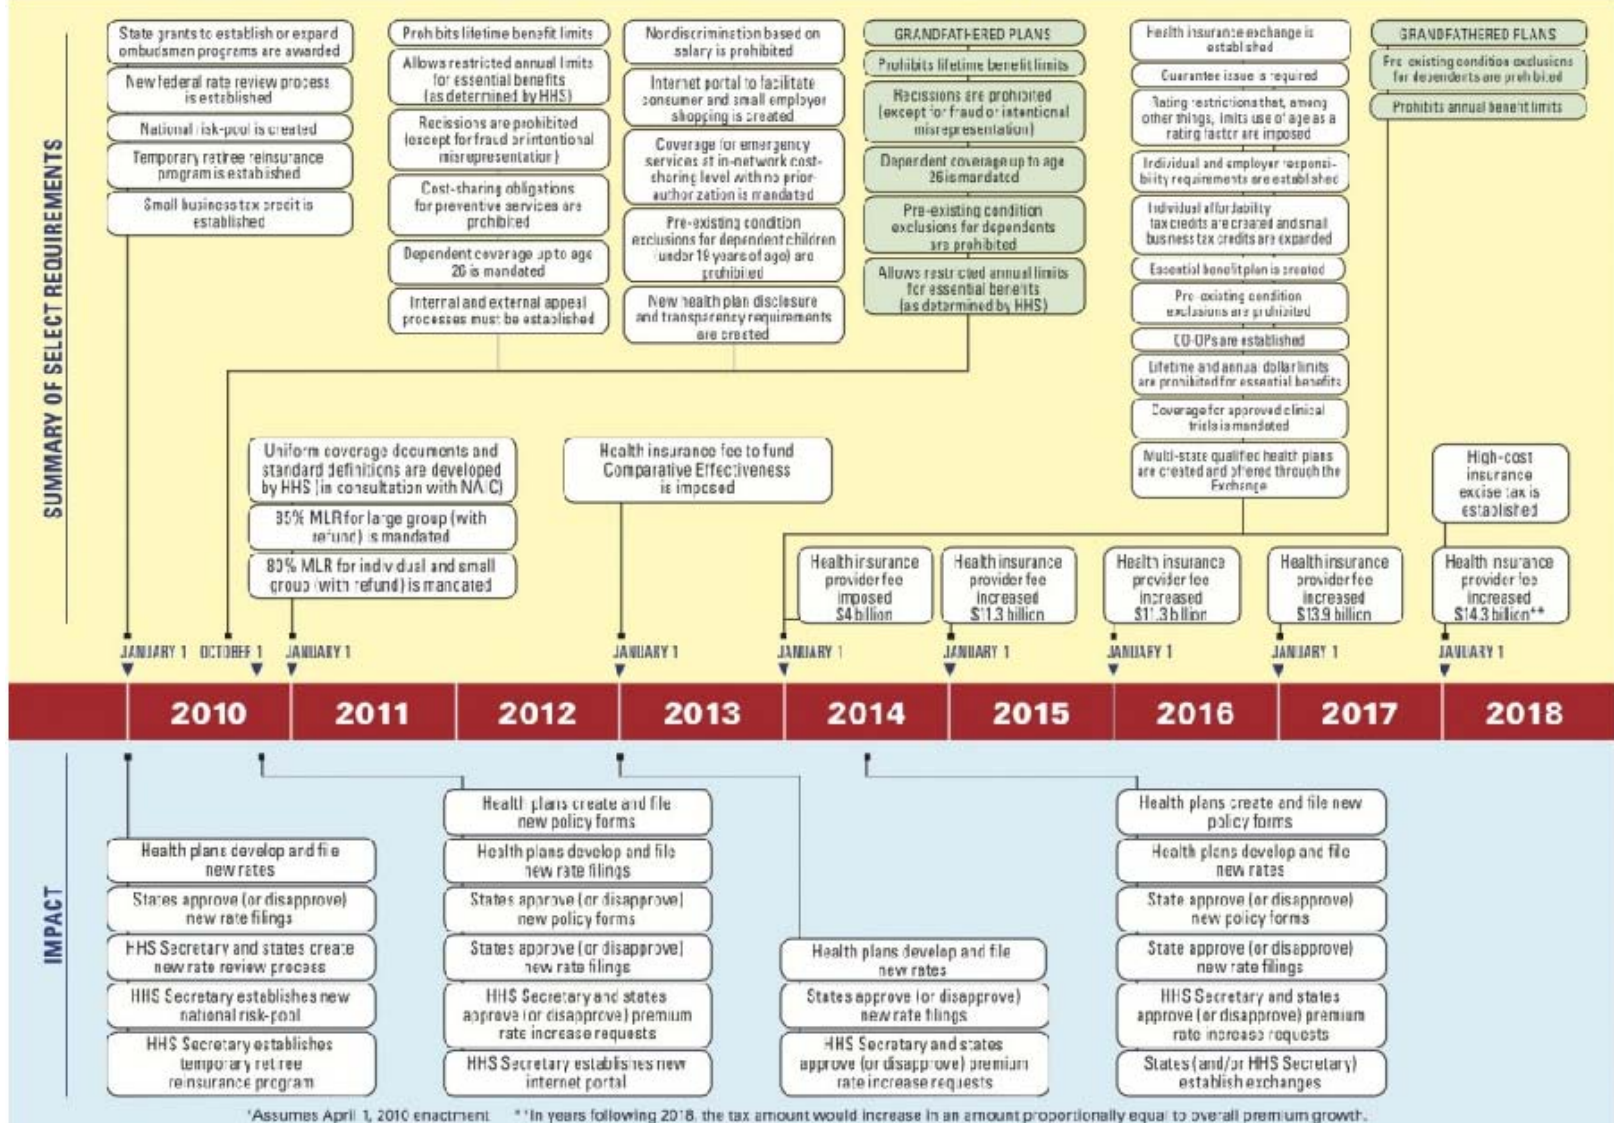 SUMMARY OF SELECT REQUIREMENTS
State grants to establish or expand
ombudsman programs are awarded
New federal rate review process
is established
National risk-pool is created
Temporary retiree reinsurance
program is established
Small business tax credit is
established
Prohibits lifetime benefit limits
Allows restricted annual limits
for essential benefits
(as determined by HHS)
Recissions are prohibited
(except for fraud or intentional
misrepresentation)
Cost-sharing obligations
for preventive services are
prohibited
Dependent coverage up to age
26 is mandated
Internal and external appeal
processes must be established
Nondiscrimination based on
salary is prohibited
Internet portal to facilitate
consumer and small employer
shopping is created
Coverage for emergency
services at in-network cost-
sharing level with no prior-
authorization is mandated
Pre-existing condition
exclusions for dependent children
(under 19 years of age) are
prohibited
New health plan disclosure
and transparency requirements
are created
GRANDFATHERED PLANS
Prohibits lifetime benefit limits
Recissions are prohibited
(except for fraud or intentional
misrepresentation)
Dependent coverage up to age
26 is mandated
Pre-existing condition
exclusions for dependents
are prohibited
Allows restricted annual limits
for essential benefits
(as determined by HHS)
Health insurance exchange is
established
Guarantee issue is required
Rating restrictions that, among
other things, limits use of age as a
rating factor are imposed
Individual and employer responsi-
bility requirements are established
Individual affordability
tax credits are created and small
business tax credits are expanded
Essential benefit plan is created
Pre-existing condition
exclusions are prohibited
CO-OPs are established
Lifetime and annual dollar limits
are prohibited for essential benefits
Coverage for approved clinical
trials is mandated
Multi-state qualified health plans
are created and offered through the
Exchange
GRANDFATHERED PLANS
Pre-existing condition exclusions
for dependents are prohibited
Prohibits annual benefit limits
Uniform coverage documents and
standard definitions are developed
by HHS (in consultation with NAIC)
85% MLR for large group (with
refund) is mandated
80% MLR for individual and small
group (with refund) is mandated
Health insurance fee to fund
Comparative Effectiveness
is imposed
High-cost
insurance
excise tax is
established
Health insurance
provider fee
imposed
$4 billion
Health insurance
provider fee
increased
$11.3 billion
Health insurance
provider fee
increased
$11.3 billion
Health insurance
provider fee
increased
$13.9 billion
Health insurance
provider fee
increased
$14.3 billion**
JANUARY 1
OCTOBER 1
JANUARY 1
JANUARY 1
JANUARY 1
JANUARY 1
JANUARY 1
JANUARY 1
JANUARY 1
2010
2011
2012
2013
2014
2015
2016
2017
2018
IMPACT
Health plans develop and file
new rates
States approve (or disapprove)
new rate filings
HHS Secretary and states create
new rate review process
HHS Secretary establishes new
national risk-pool
HHS Secretary establishes
temporary retiree
reinsurance program
Health plans create and file
new policy forms
Health plans develop and file
new rate filings
States approve (or disapprove)
new policy forms
States approve (or disapprove)
new rate filings
HHS Secretary and states
approve (or disapprove) premium
rate increase requests
HHS Secretary establishes new
internet portal
Health plans develop and file
new rates
States approve (or disapprove)
new rate filings
HHS Secretary and states
approve (or disapprove) premium
rate increase requests
Health plans create and file new
policy forms
Health plans develop and file
new rates
State approve (or disapprove)
new policy forms
State approve (or disapprove)
new rate filings
HHS Secretary and states
approve (or disapprove) premium
rate increase requests
States (and/or HHS Secretary)
establish exchanges
*Assumes April 1, 2010 enactment
**In years following 2018, the tax amount would increase in an amount proportionally equal to overall premium growth.